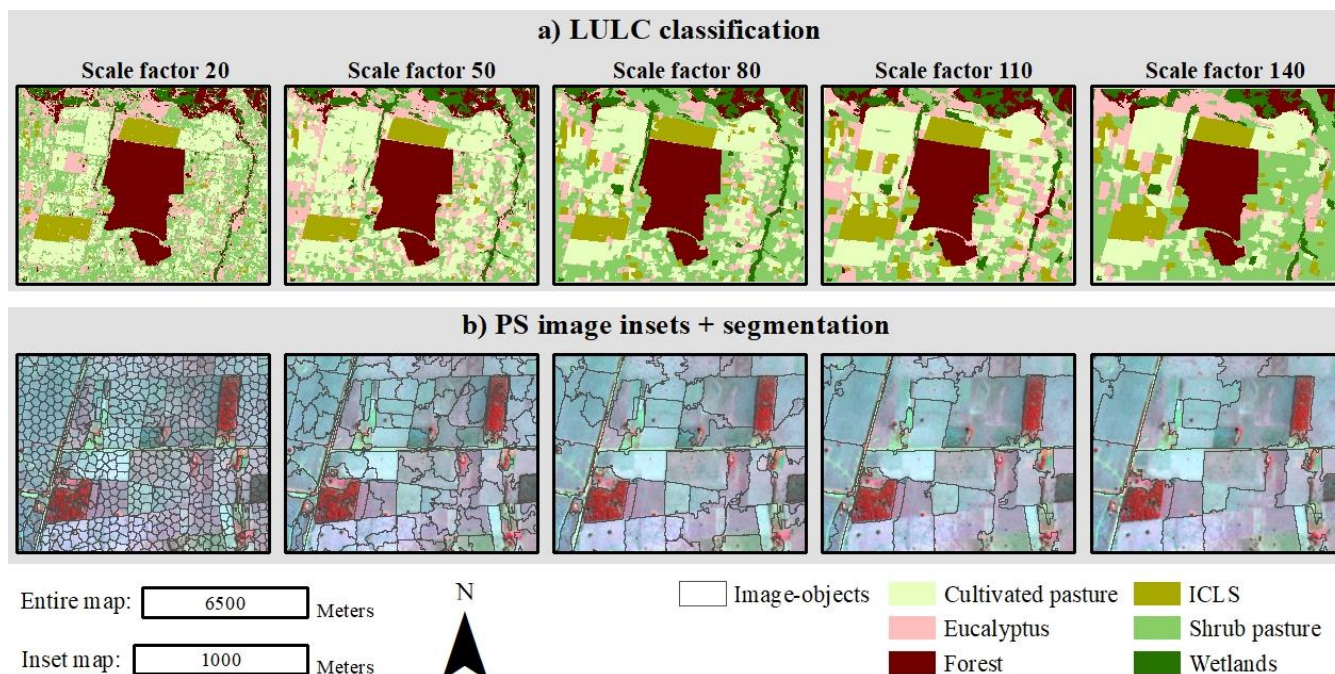 a) LULC classification
Scale factor 20 Scale factor 50 Scale factor 80 Scale factor 110 Scale factor 140
b) PS image insets + segmentation
Entire map: 6500 Meters
Inset map: 1000 Meters
N
Image-objects
Cultivated pasture
Eucalyptus
Forest
ICLS
Shrub pasture
Wetlands